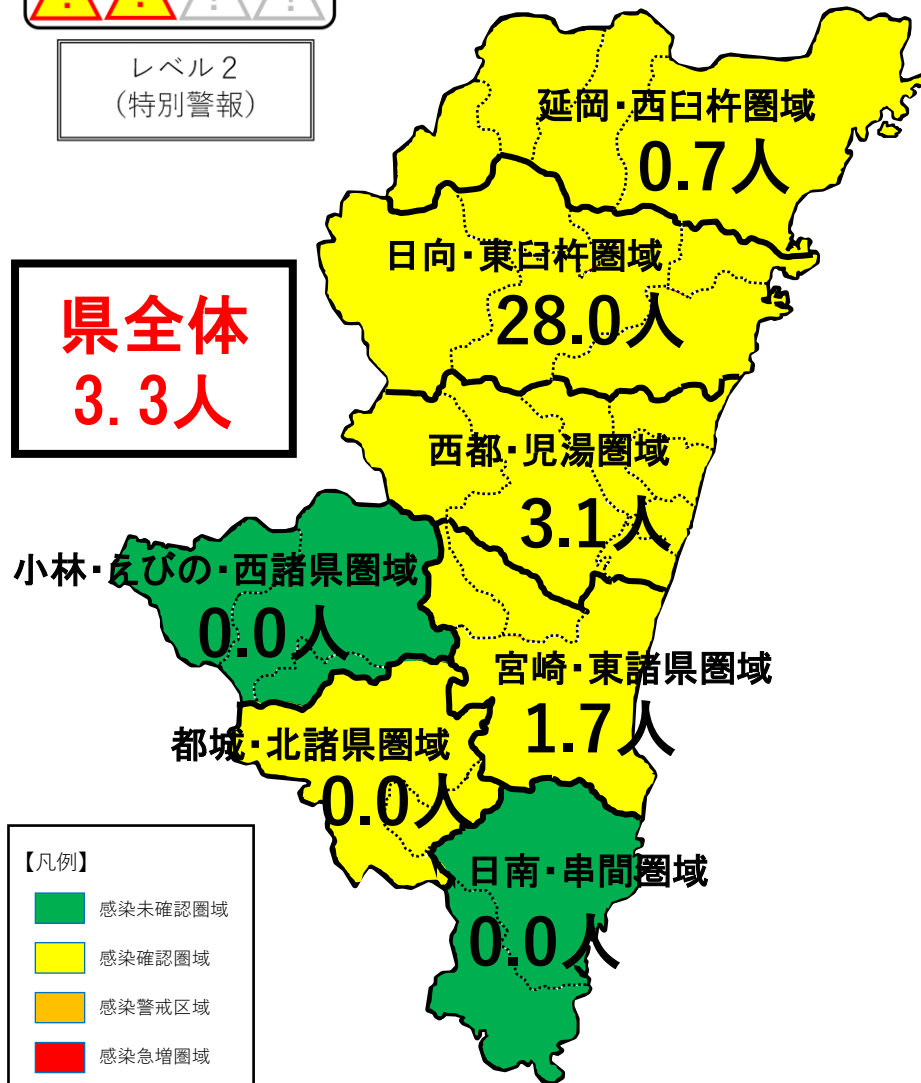 レベル２
（特別警報）
延岡・西臼杵圏域
0.7人
日向・東臼杵圏域
28.0人
県全体
3.3人
西都・児湯圏域
3.1人
小林・えびの・西諸県圏域
0.0人
宮崎・東諸県圏域
1.7人
都城・北諸県圏域
0.0人
日南・串間圏域
0.0人
【凡例】
感染未確認圏域
感染確認圏域
感染警戒区域
感染急増圏域